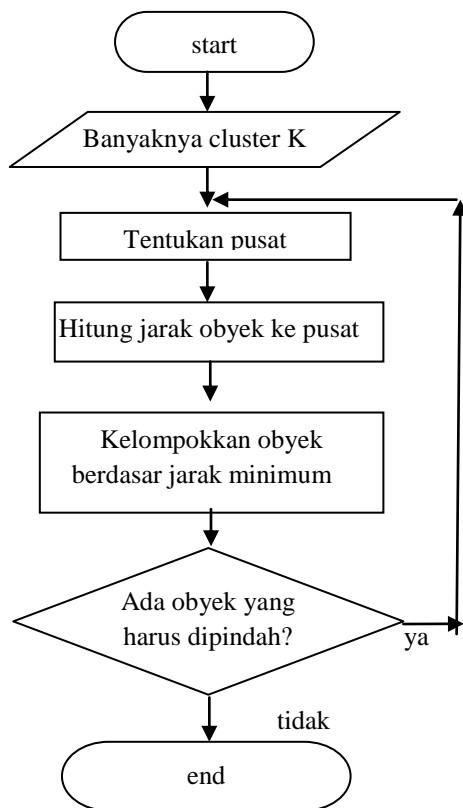 start
Banyaknya cluster K
Tentukan pusat
Hitung jarak obyek ke pusat
Kelompokkan obyek
berdasar jarak minimum
Ada obyek yang
harus dipindah?
ya
tidak
end